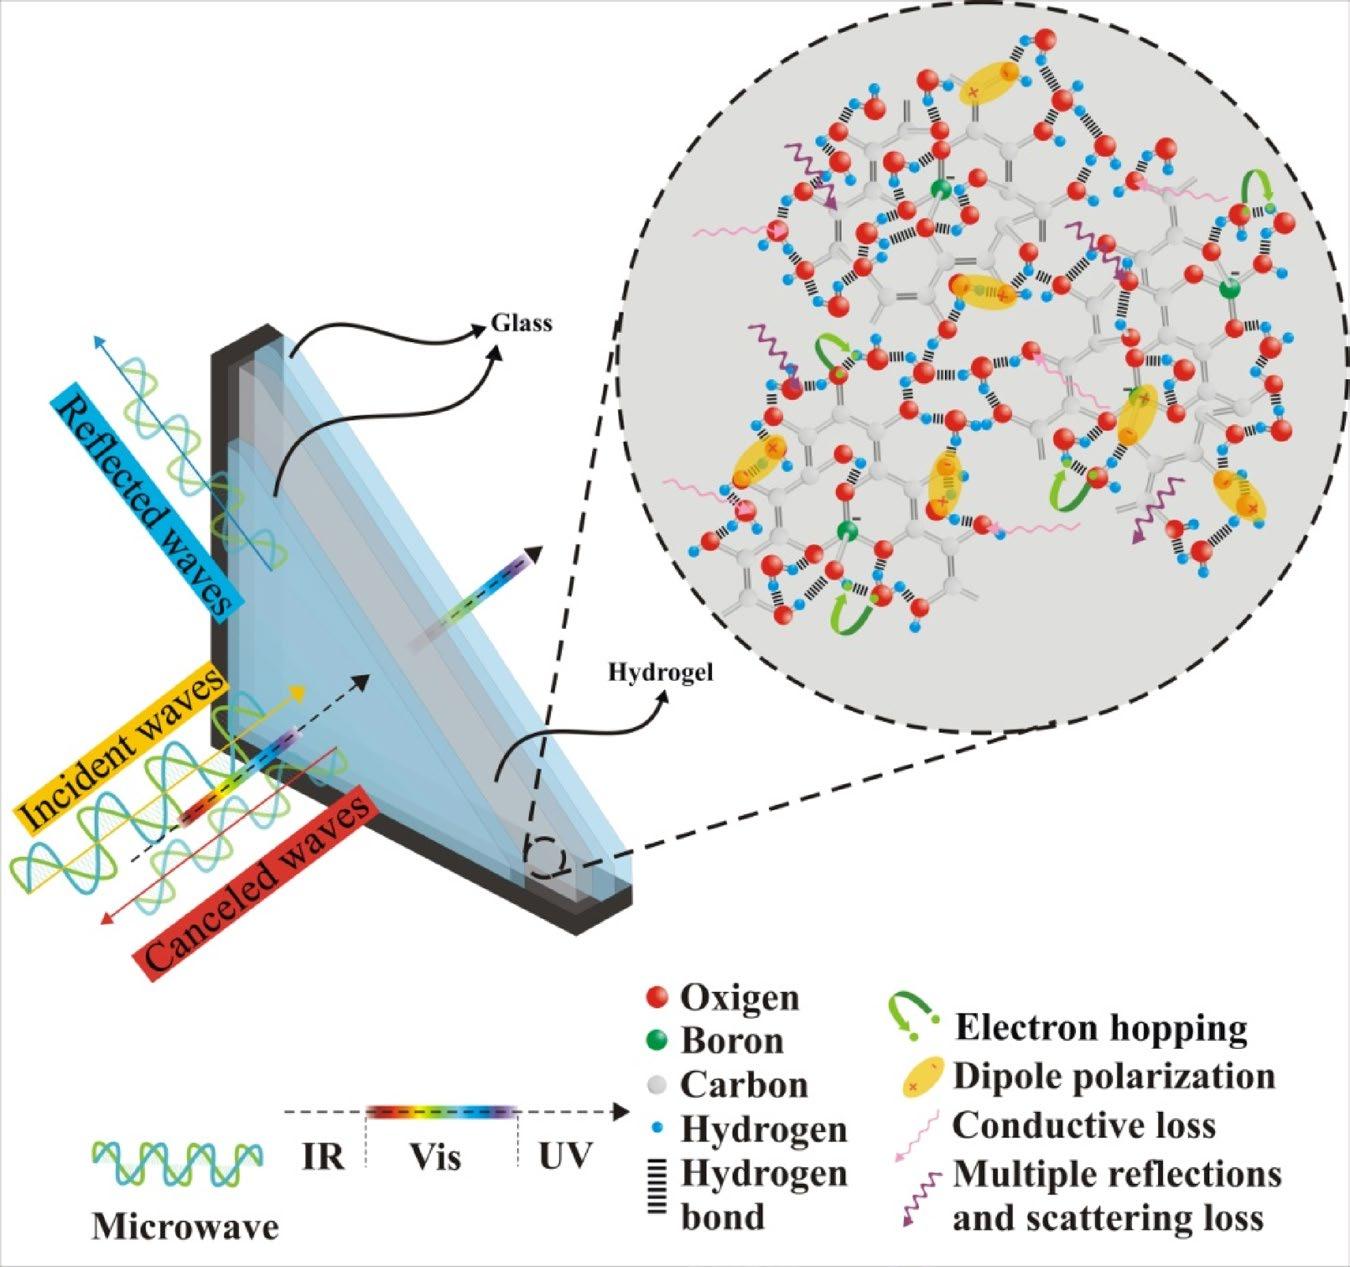 Glass
Reflected waves
Incident waves
Canceled waves
Hydrogel
Oxigen
Boron
Carbon
Hydrogen
Hydrogen
bond
Electron hopping
Dipole polarization
Conductive loss
Multiple reflections
and scattering loss
IR
Vis
UV
Microwave